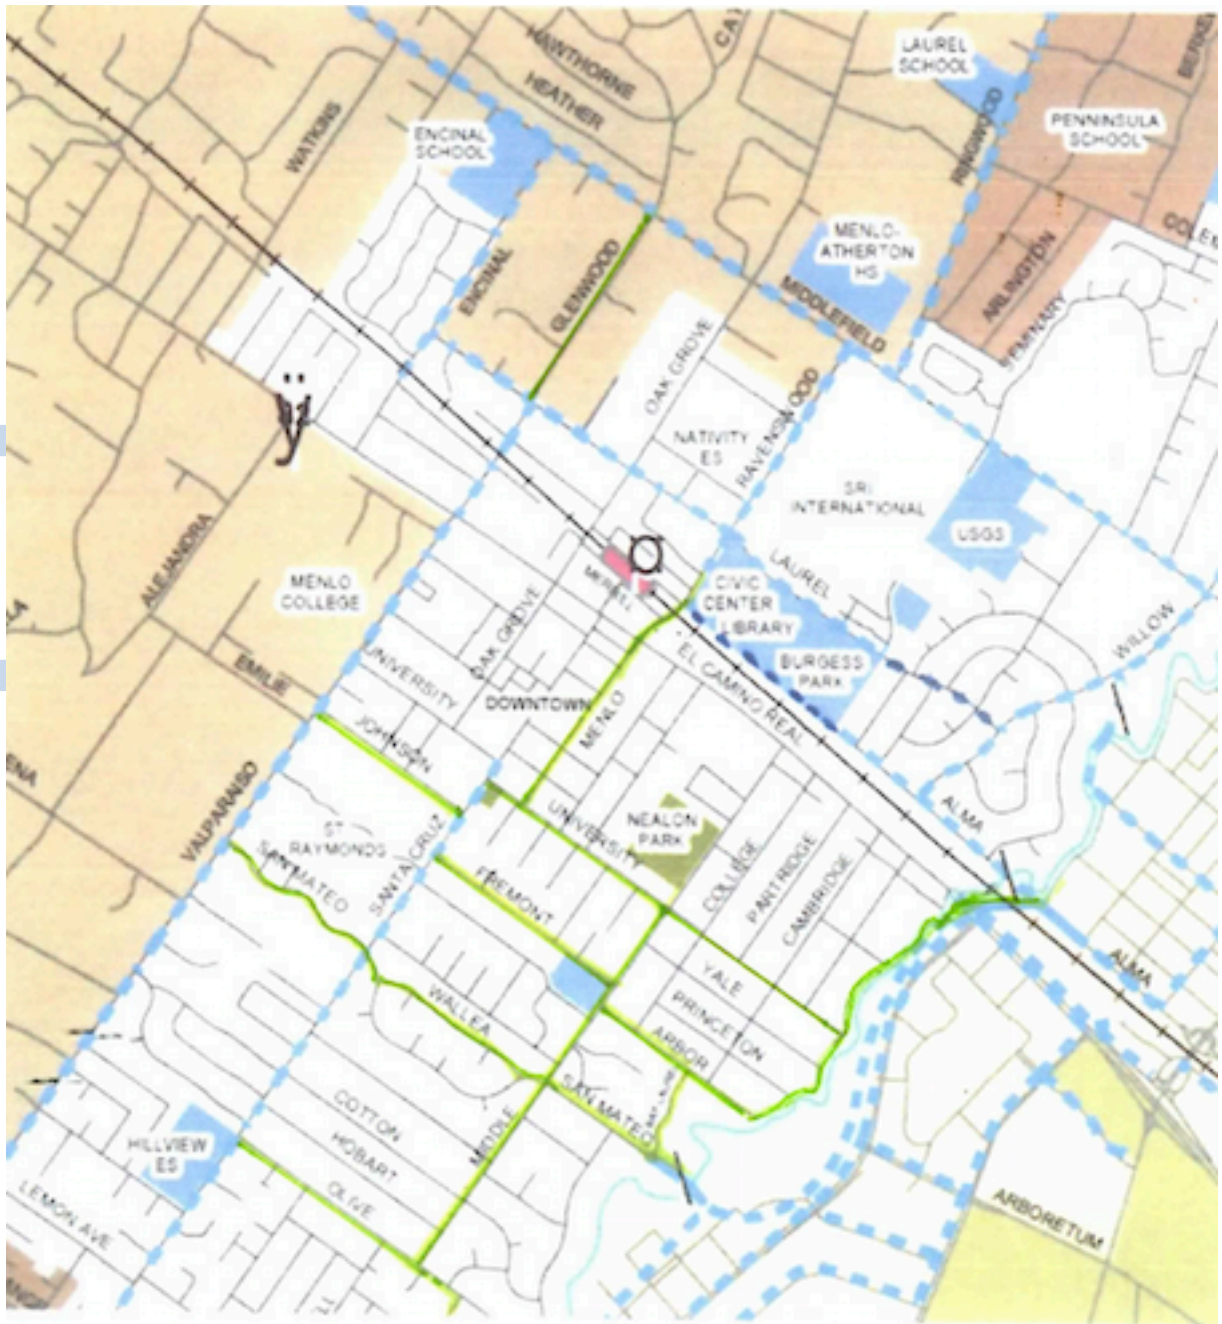 HAWTHORNE
HEATHER
LAUREL
SCHOOL
WATKINS
ENCINAL
SCHOOL
RINGWOOD
PENNINSULA
SCHOOL
MENLO-
ATHERTON
HS
ENCINAL
GLENWOOD
MIDDLEFIELD
ARLINGTON
SEMINARY
OAK GROVE
RAVENSWOOD
NATIVITY
ES
SRI
INTERNATIONAL
USGS
ÿ
ALEJANDRA
MENLO
COLLEGE
OAK GROVE
LAUREL
CIVIC
CENTER
LIBRARY
BURGESS
PARK
WILLOW
EMILIE
UNIVERSITY
DOWNTOWN
MENLO
EL CAMINO REAL
JOHNSON
VALPARAISO
ST
RAYMONDS
SANTA CRUZ
SAN MATEO
FREMONT
UNIVERSITY
NEALON
PARK
COLLEGE
PARTRIDGE
CAMBRIDGE
ALMA
ALMA
WALLEA
YALE
PRINCETON
ARBOR
SAN MATEO
MIDDLE
COTTON
HOBART
OLIVE
HILLVIEW
ES
LEMON AVE
ARBORETUM